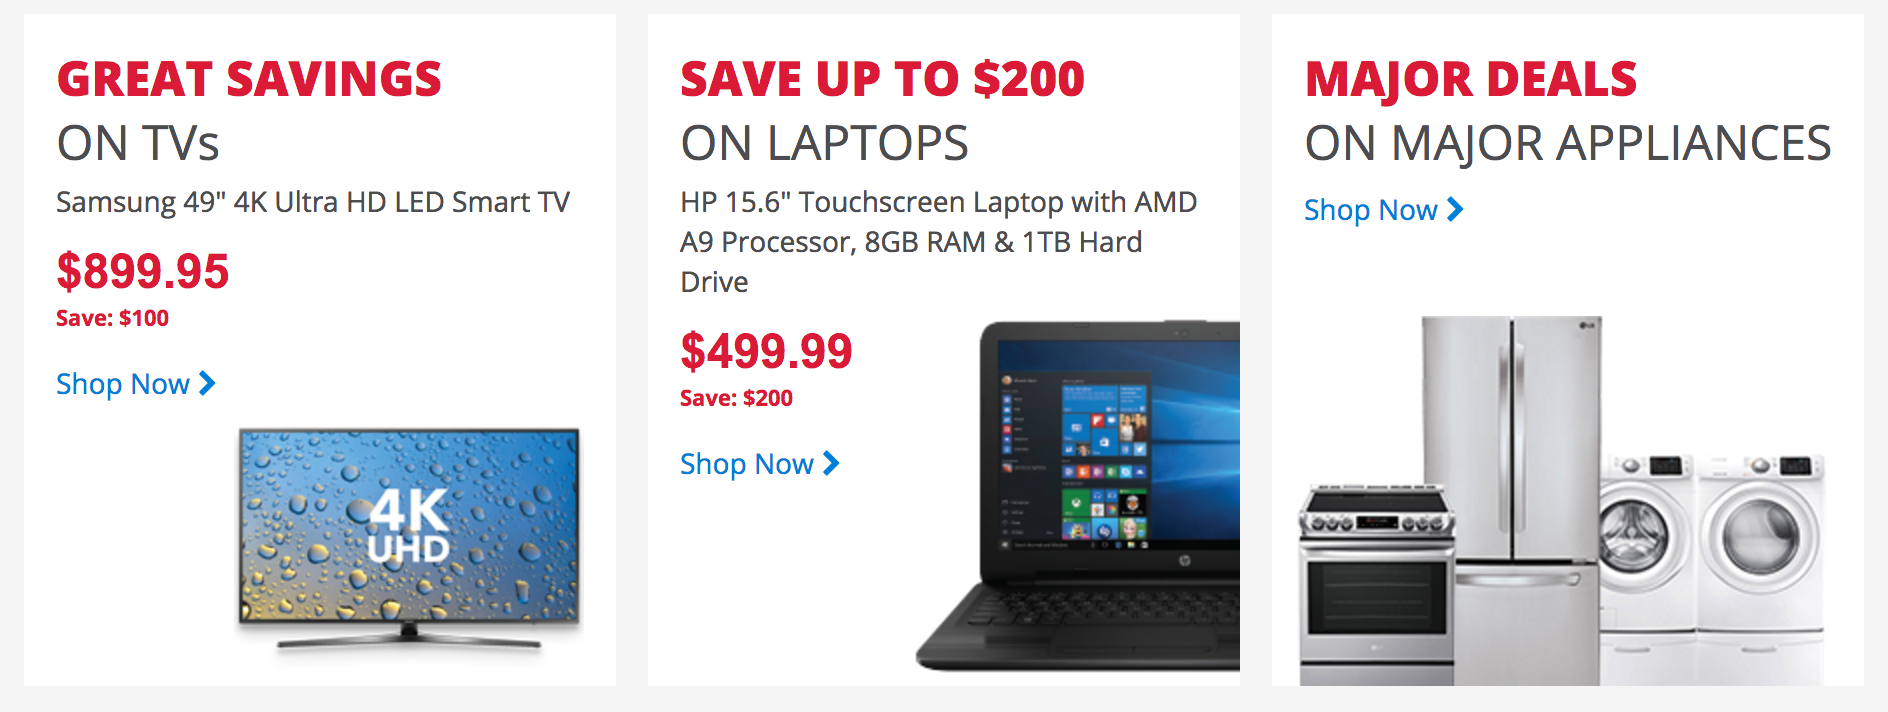 GREAT SAVINGS
ON TVs
Samsung 49" 4K Ultra HD LED Smart TV
$899.95
Save: $100
Shop Now
4K
UHD
SAVE UP TO $200
ON LAPTOPS
HP 15.6" Touchscreen Laptop with AMD
A9 Processor, 8GB RAM & 1TB Hard
Drive
$499.99
Save: $200
Shop Now
hp
MAJOR DEALS
ON MAJOR APPLIANCES
Shop Now
LG